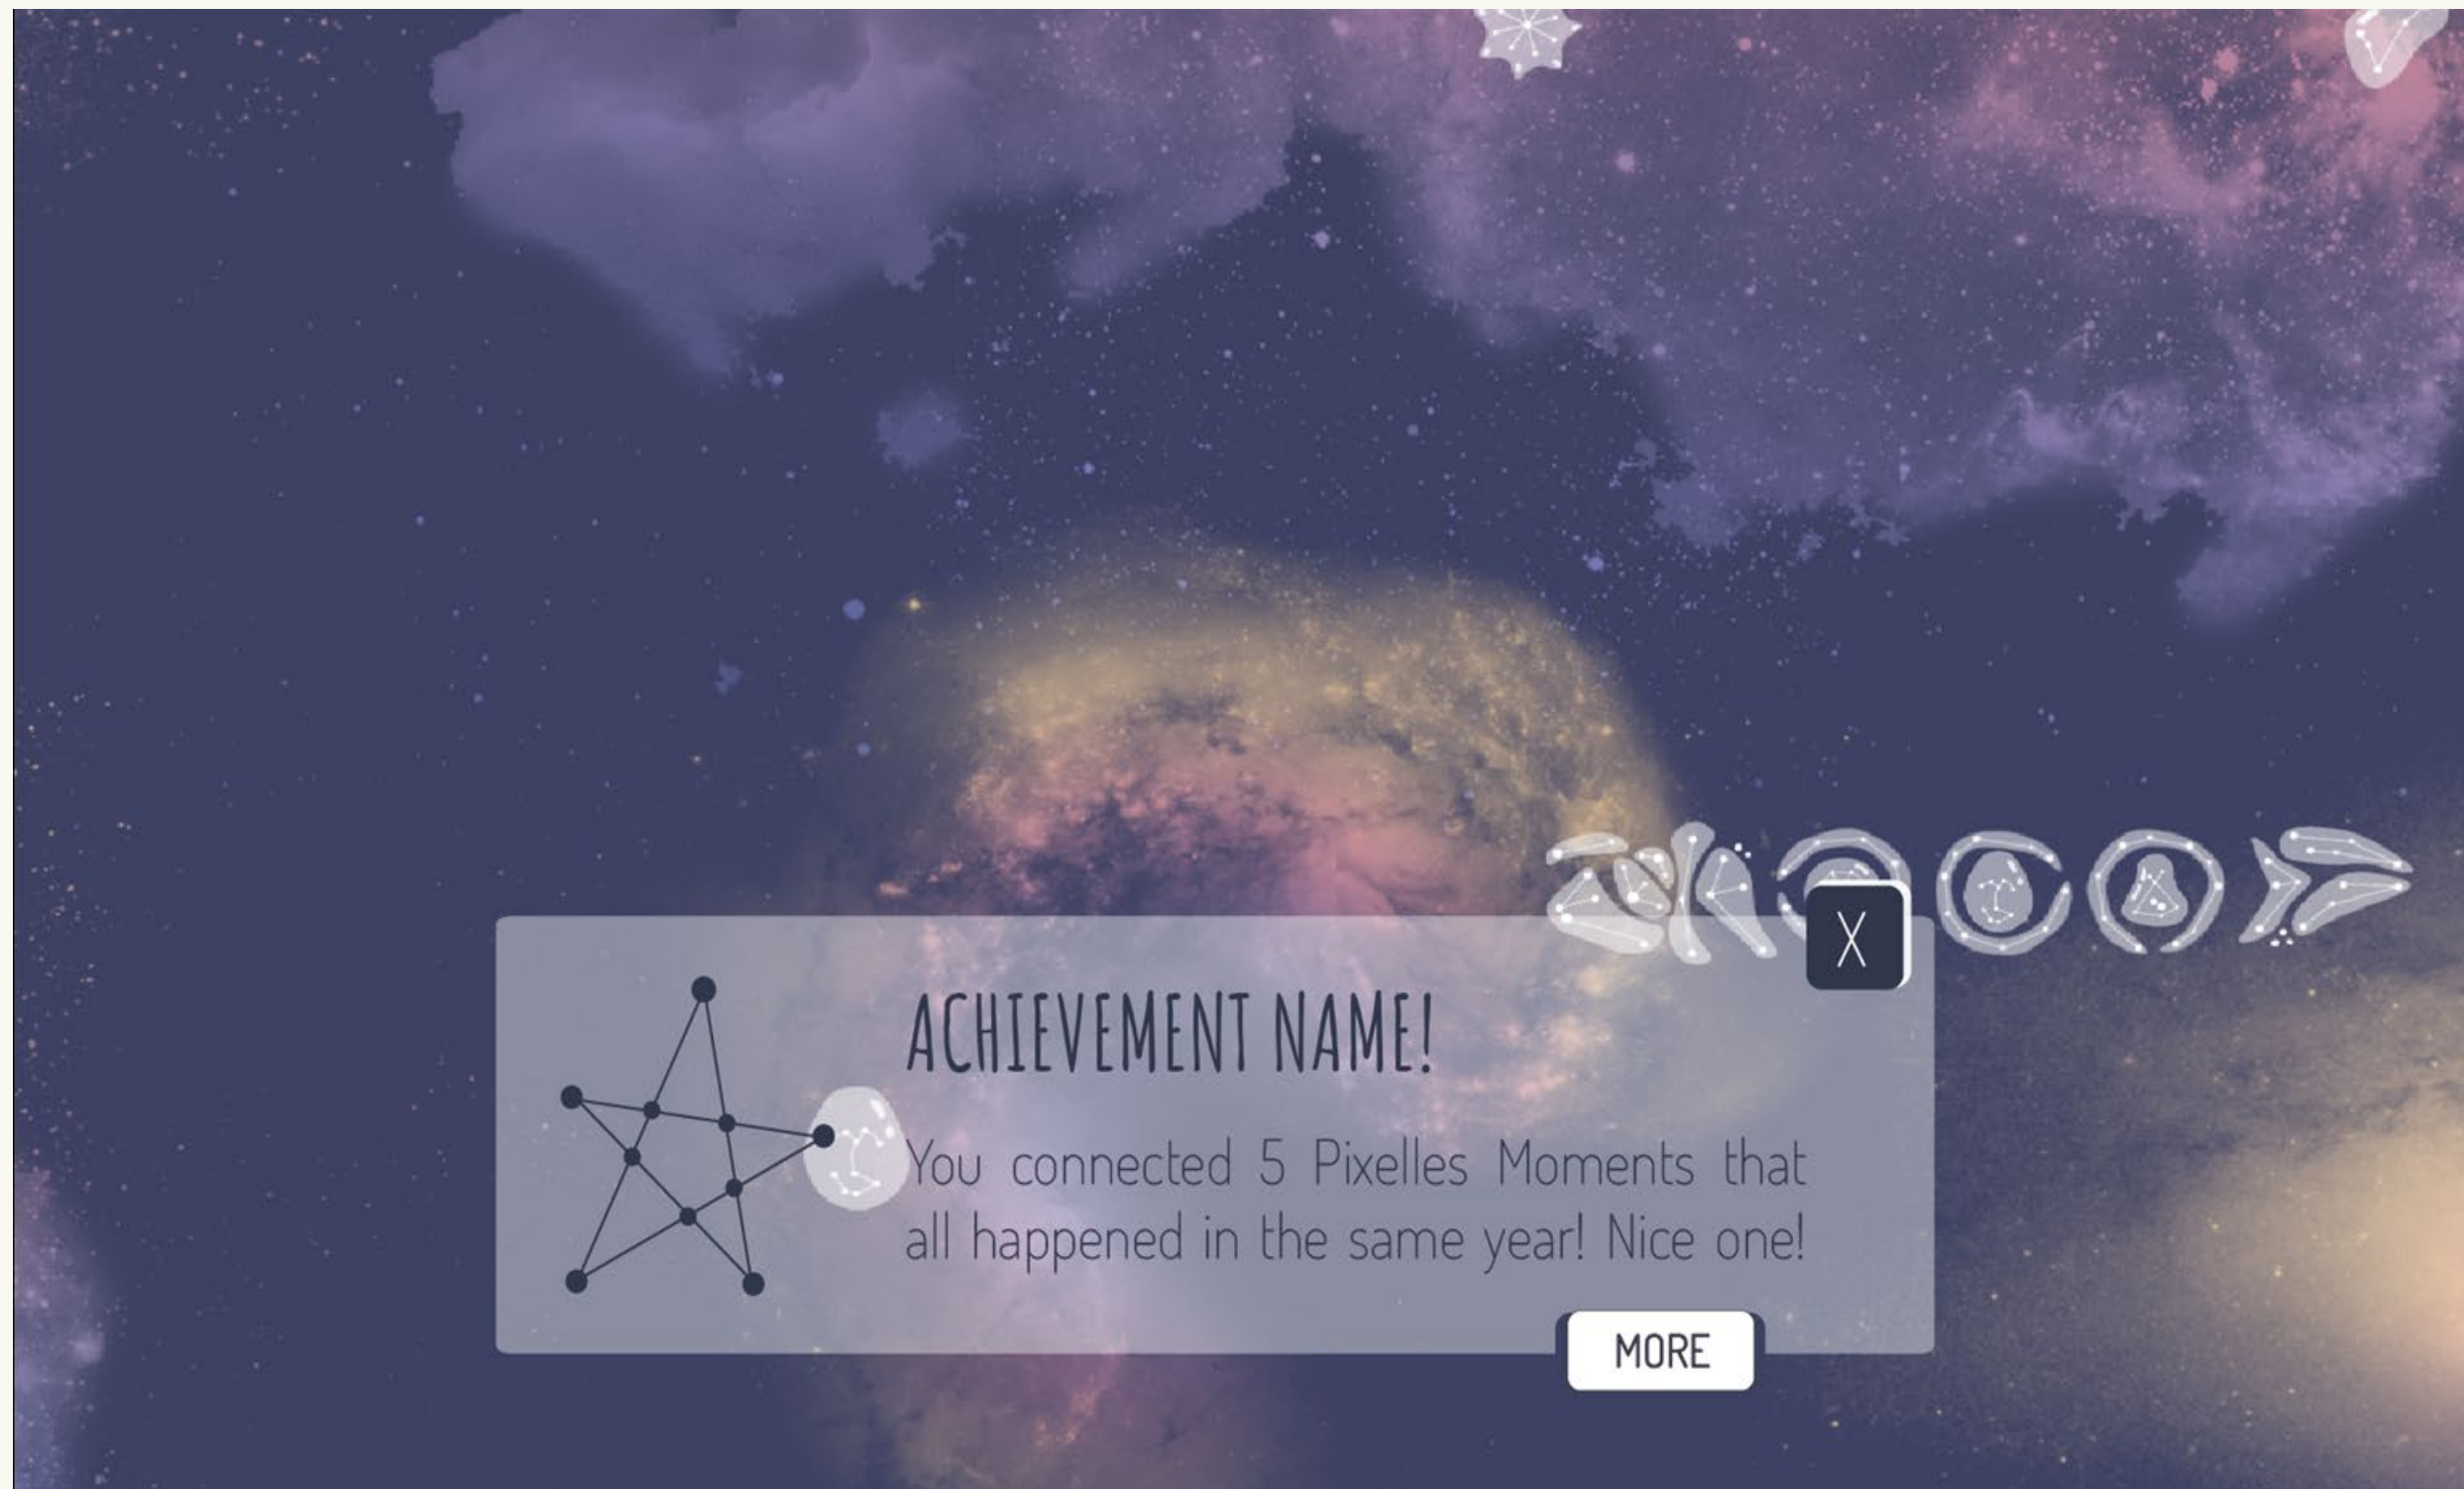 X
ACHIEVEMENT NAME!
You connected 5 Pixelles Moments that
all happened in the same year! Nice one!
MORE